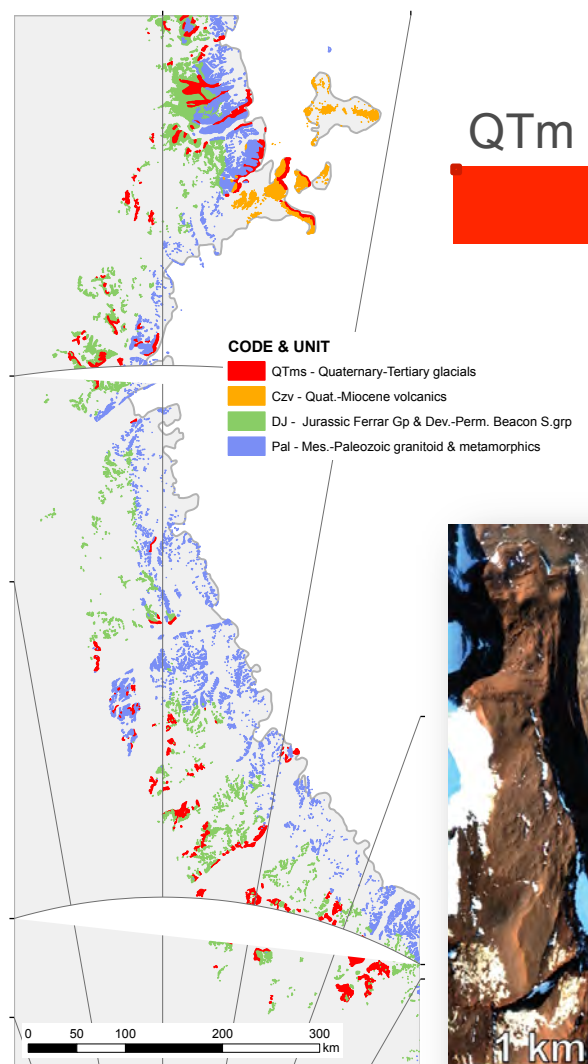 QTm
CODE & UNIT
QTms - Quaternary-Tertiary glacials
Czv - Quat.-Miocene volcanics
DJ - Jurassic Ferrar Gp & Dev.-Perm. Beacon S.grp
Pal - Mes.-Paleozoic granitoid & metamorphics
0 50 100 200 300
km
1 km